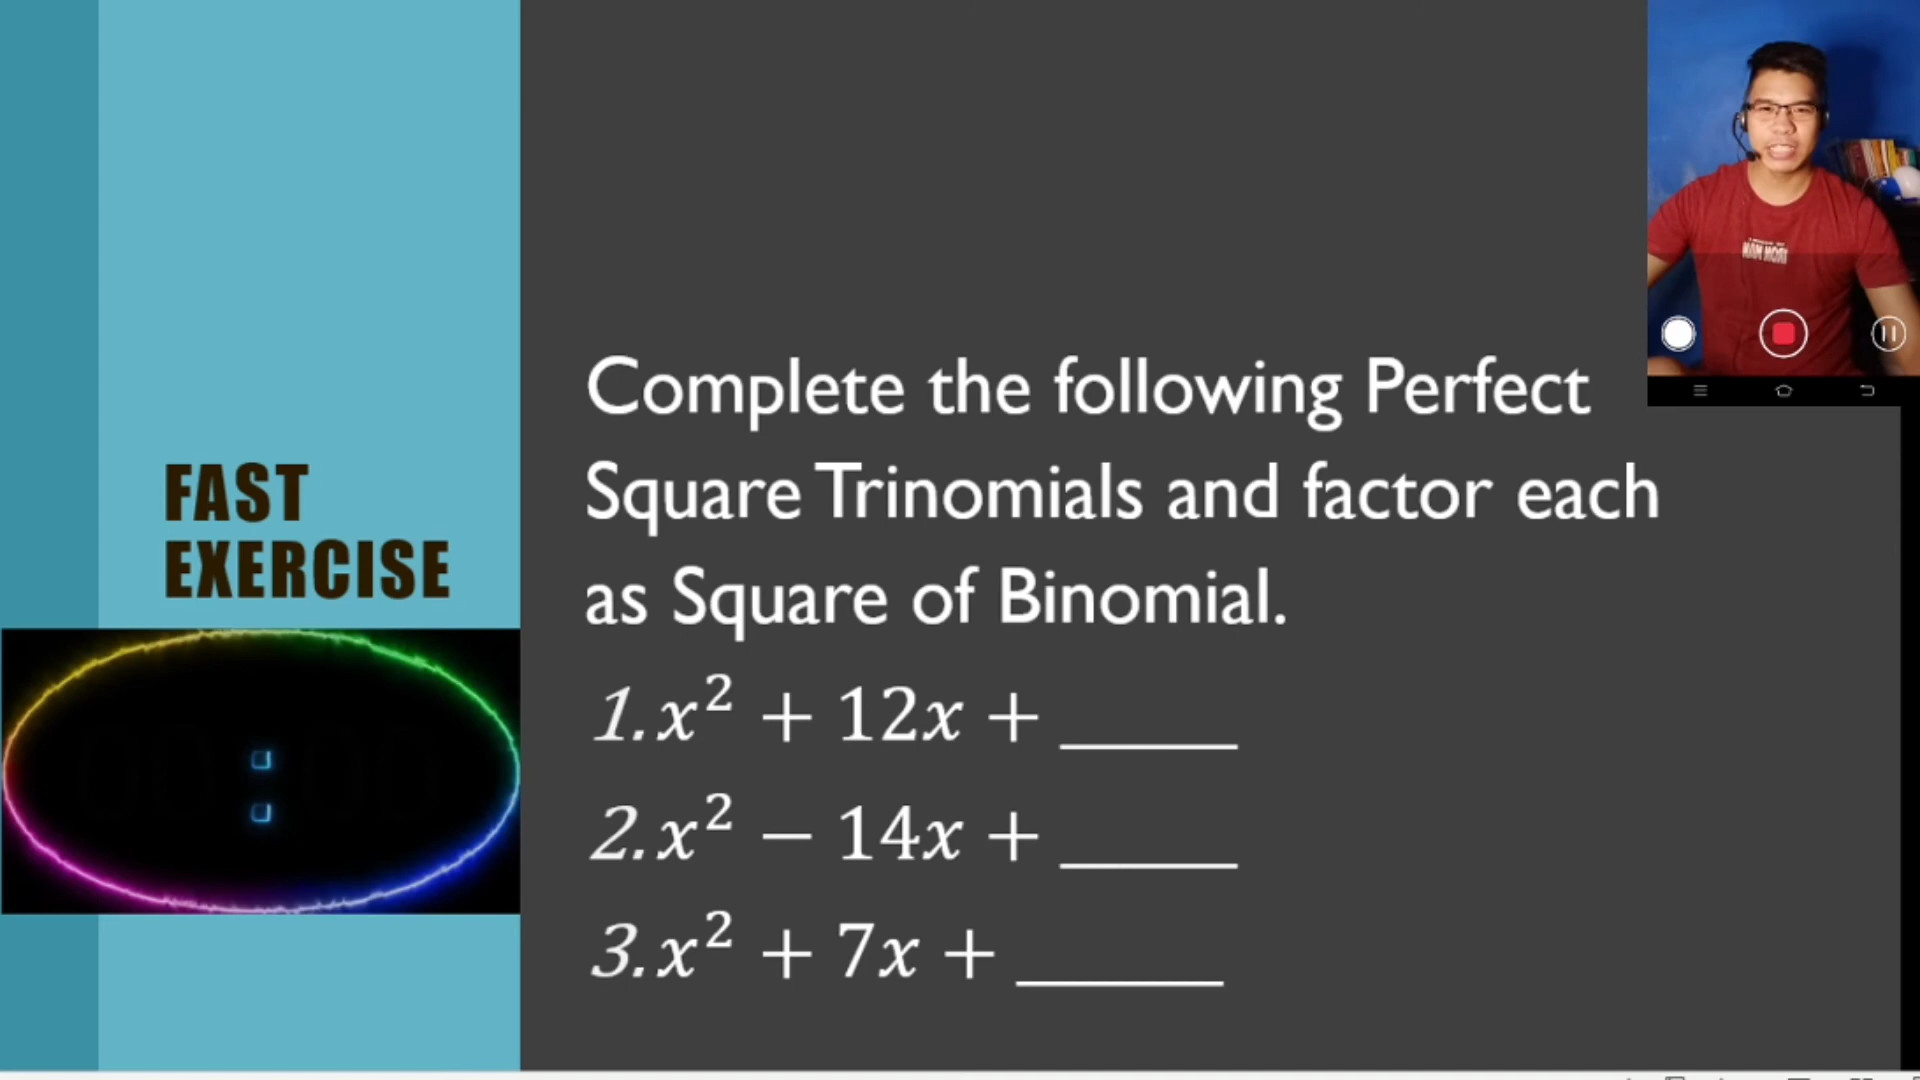 FAST
EXERCISE
Complete the following Perfect
Square Trinomials and factor each
as Square of Binomial.
1. x² + 12x + _____
2. x² − 14x + _____
3. x² + 7x + ______